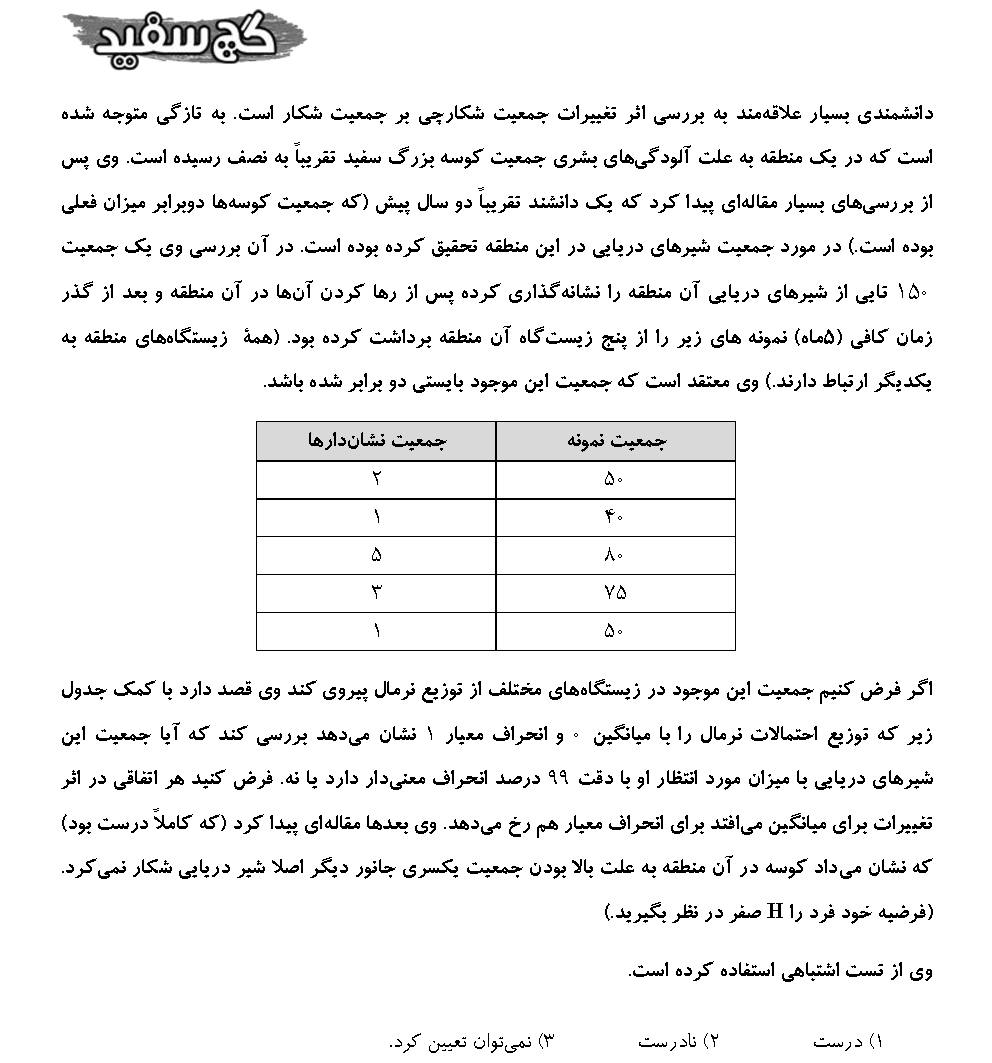 گچ سفید
دانشمندی بسیار علاقه‌مند به بررسی اثر تغییرات جمعیت شکارچی بر جمعیت شکار است. به تازگی متوجه شده
است که در یک منطقه به علت آلودگی‌های بشری جمعیت کوسه بزرگ سفید تقریباً به نصف رسیده است. وی پس
از بررسی‌های بسیار مقاله‌ای پیدا کرد که یک دانشند تقریباً دو سال پیش (که جمعیت کوسه‌ها دوبرابر میزان فعلی
بوده است.) در مورد جمعیت شیرهای دریایی در این منطقه تحقیق کرده بوده است. در آن بررسی وی یک جمعیت
۱۵۰ تایی از شیرهای دریایی آن منطقه را نشانه‌گذاری کرده پس از رها کردن آن‌ها در آن منطقه و بعد از گذر
زمان کافی (۵ماه) نمونه های زیر را از پنج زیست‌گاه آن منطقه برداشت کرده بود. (همهٔ زیستگاه‌های منطقه به
یکدیگر ارتباط دارند.) وی معتقد است که جمعیت این موجود بایستی دو برابر شده باشد.
جمعیت نمونه جمعیت نشان‌دارها
۵۰ ۲
۴۰ ۱
۸۰ ۵
۷۵ ۳
۵۰ ۱
اگر فرض کنیم جمعیت این موجود در زیستگاه‌های مختلف از توزیع نرمال پیروی کند وی قصد دارد با کمک جدول
زیر که توزیع احتمالات نرمال را با میانگین ۰ و انحراف معیار ۱ نشان می‌دهد بررسی کند که آیا جمعیت این
شیرهای دریایی با میزان مورد انتظار او با دقت ۹۹ درصد انحراف معنی‌دار دارد یا نه. فرض کنید هر اتفاقی در اثر
تغییرات برای میانگین می‌افتد برای انحراف معیار هم رخ می‌دهد. وی بعدها مقاله‌ای پیدا کرد (که کاملاً درست بود)
که نشان می‌داد کوسه در آن منطقه به علت بالا بودن جمعیت یکسری جانور دیگر اصلا شیر دریایی شکار نمی‌کرد.
(فرضیه خود فرد را H صفر در نظر بگیرید.)
وی از تست اشتباهی استفاده کرده است.
۱) درست ۲) نادرست ۳) نمی‌توان تعیین کرد.